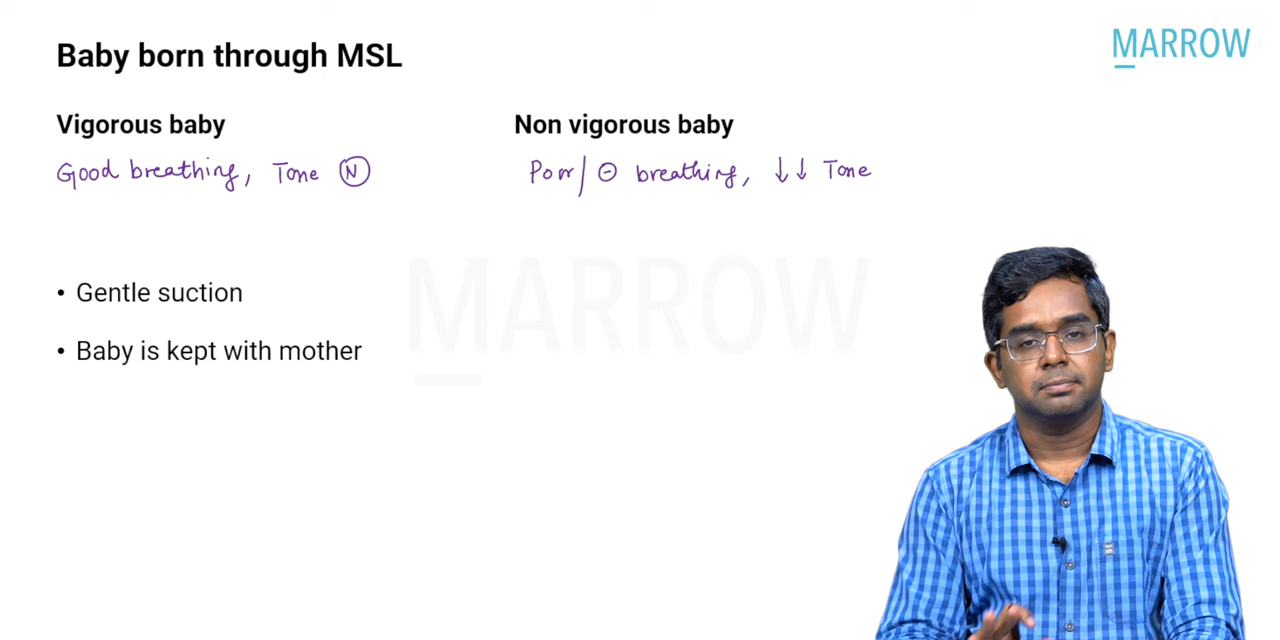 MARROW
Baby born through MSL
Vigorous baby
Good breathing, Tone Ⓝ
• Gentle suction
• Baby is kept with mother
Non vigorous baby
Poor/ ⊖ breathing, ↓↓ Tone
MARROW